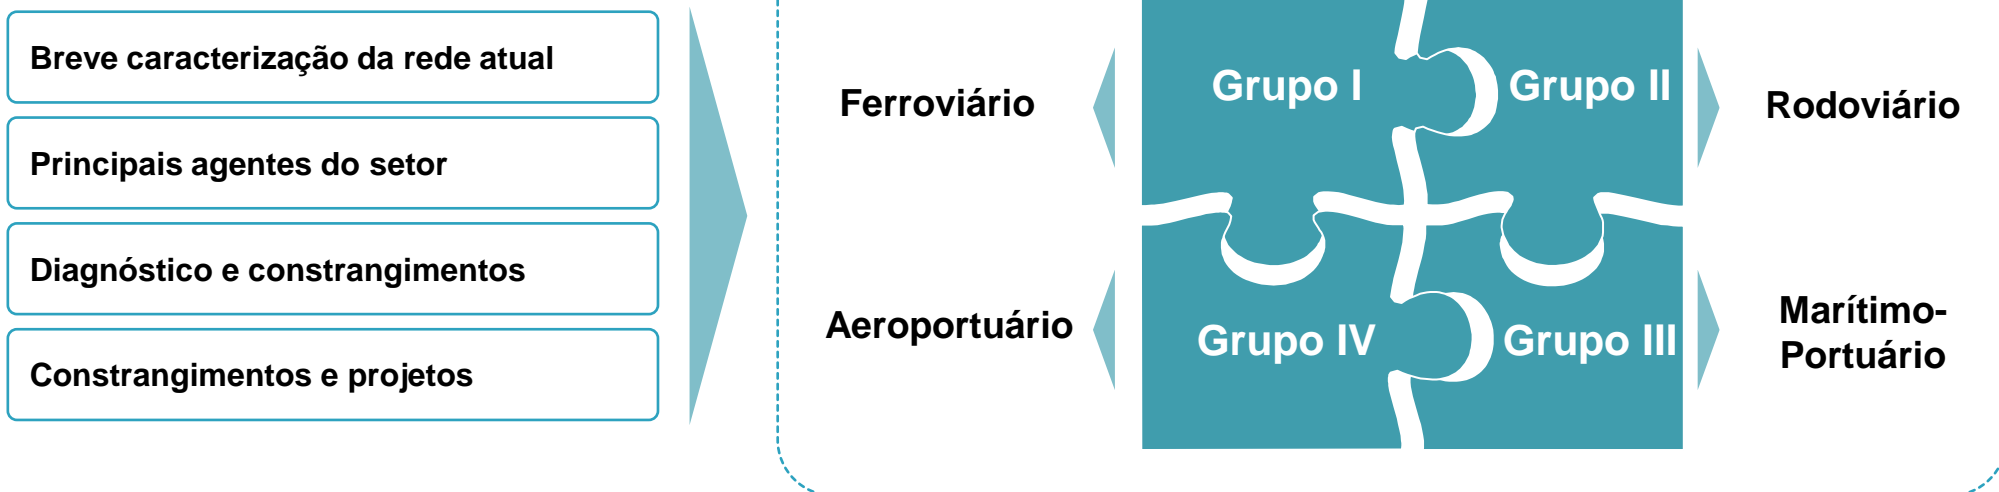 Breve caracterização da rede atual
Principais agentes do setor
Diagnóstico e constrangimentos
Constrangimentos e projetos
Ferroviário
Grupo I
Grupo II
Rodoviário
Aeroportuário
Grupo IV
Grupo III
Marítimo-
Portuário